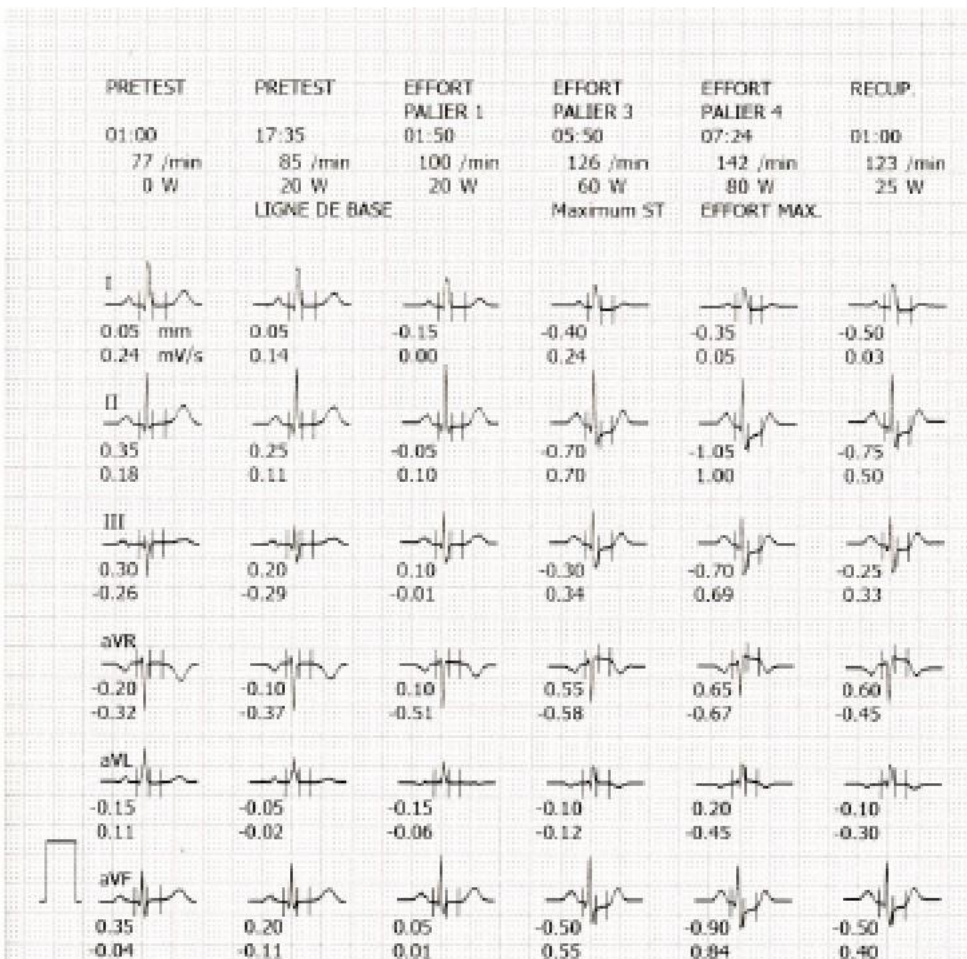 PRETEST PRETEST EFFORT EFFORT EFFORT RECUP.
PALIER 1 PALIER 3 PALIER 4
01:00 17:35 01:50 05:50 07:24 01:00
77 /min 85 /min 100 /min 126 /min 142 /min 123 /min
0 W 20 W 20 W 60 W 80 W 25 W
LIGNE DE BASE Maximum ST EFFORT MAX.
I
0.05 mm 0.05 -0.15 -0.40 -0.35 -0.50
0.24 mV/s 0.14 0.00 0.24 0.05 0.03
II
0.35 0.25 -0.05 -0.70 -1.05 -0.75
0.18 0.11 0.10 0.70 1.00 0.50
III
0.30 0.20 0.10 -0.30 -0.70 -0.25
-0.26 -0.29 -0.01 0.34 0.69 0.33
aVR
-0.20 -0.10 0.10 0.55 0.65 0.60
-0.32 -0.37 -0.51 -0.58 -0.67 -0.45
aVL
-0.15 -0.05 -0.15 -0.10 0.20 -0.10
0.11 -0.02 -0.06 -0.12 -0.45 -0.30
aVF
0.35 0.20 0.05 -0.50 -0.90 -0.50
-0.04 -0.11 0.01 0.55 0.84 0.40